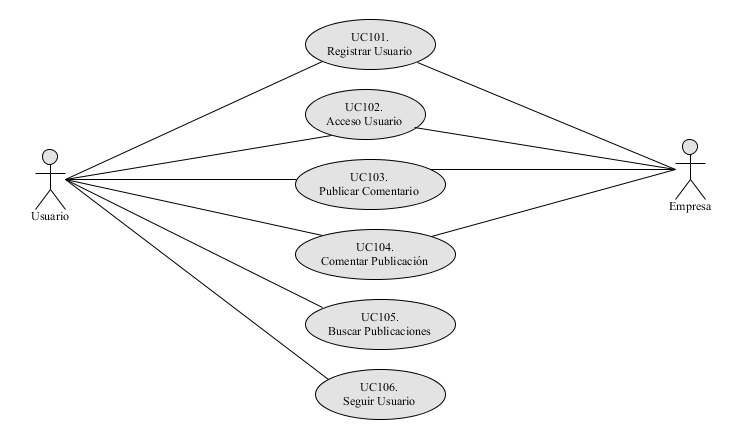 UC101.
Registrar Usuario
UC102.
Acceso Usuario
UC103.
Publicar Comentario
Usuario
Empresa
UC104.
Comentar Publicación
UC105.
Buscar Publicaciones
UC106.
Seguir Usuario